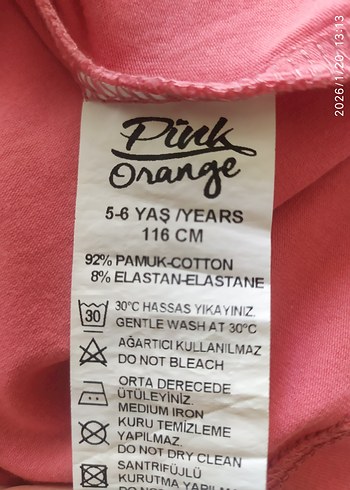 2026/1/20 13:13
Pink
Orange
5-6 YAŞ /YEARS
116 CM
92% PAMUK-COTTON
8% ELASTAN-ELASTANE
30
30°C HASSAS YIKAYINIZ.
GENTLE WASH AT 30°C
AĞARTICI KULLANILMAZ
DO NOT BLEACH
ORTA DERECEDE
ÜTÜLEYİNİZ.
MEDIUM IRON
KURU TEMİZLEME
YAPILMAZ.
DO NOT DRY CLEAN
SANTRİFÜJLÜ
KURUTMA YAPILMAZ